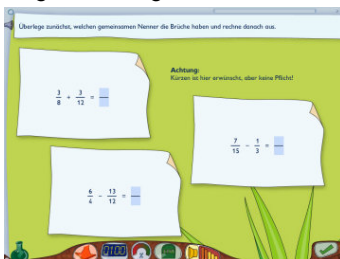 Überlege zunächst, welchen gemeinsamen Nenner die Brüche haben und rechne danach aus.
Achtung:
Kürzen ist hier erwünscht, aber keine Pflicht!
3/8 + 3/12 =
7/15 - 1/3 =
6/4 - 13/12 =